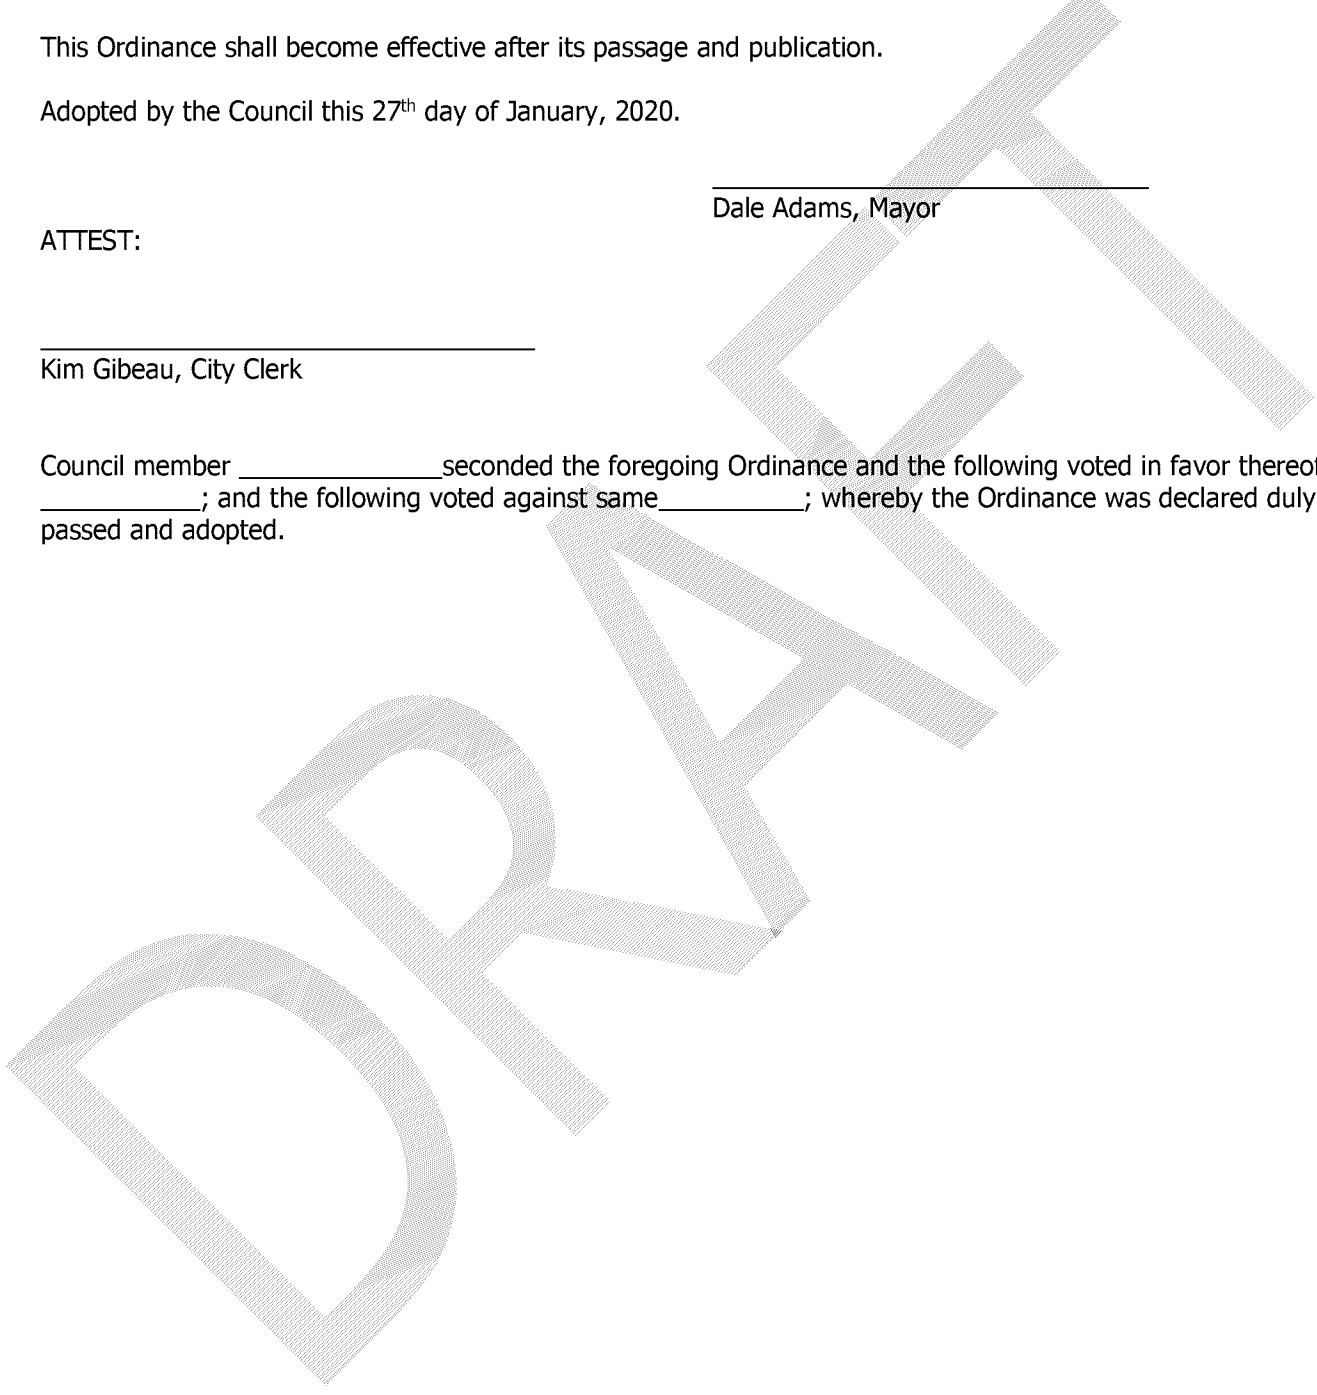 This Ordinance shall become effective after its passage and publication.
Adopted by the Council this 27th day of January, 2020.
Dale Adams, Mayor
ATTEST:
Kim Gibeau, City Clerk
Council member ______________seconded the foregoing Ordinance and the following voted in favor thereof
___________; and the following voted against same__________; whereby the Ordinance was declared duly
passed and adopted.
DRAFT